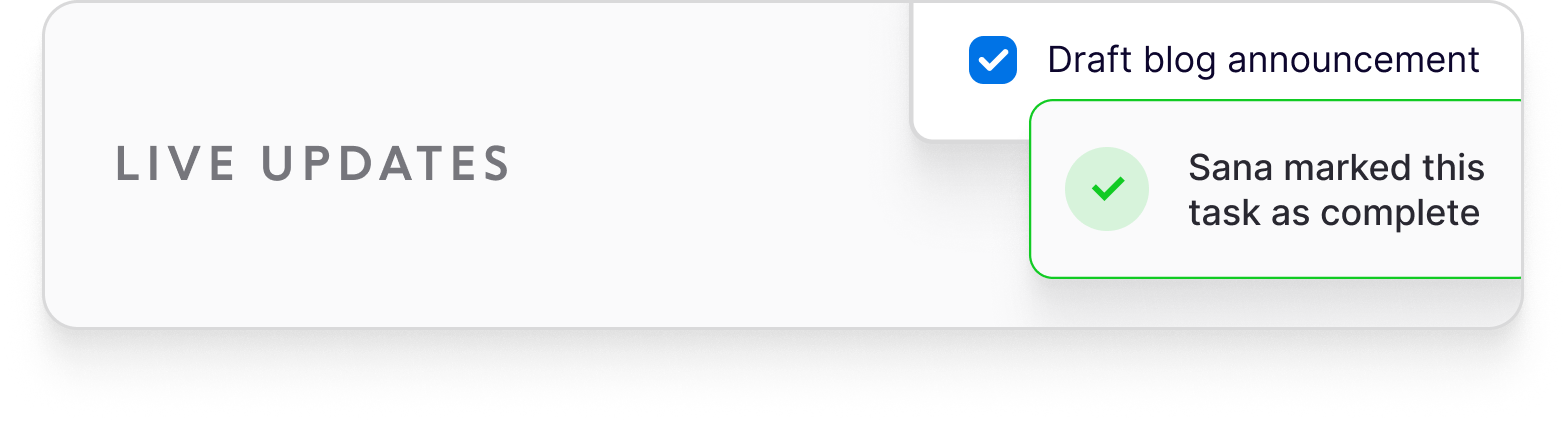 LIVE UPDATES
Draft blog announcement
Sana marked this
task as complete